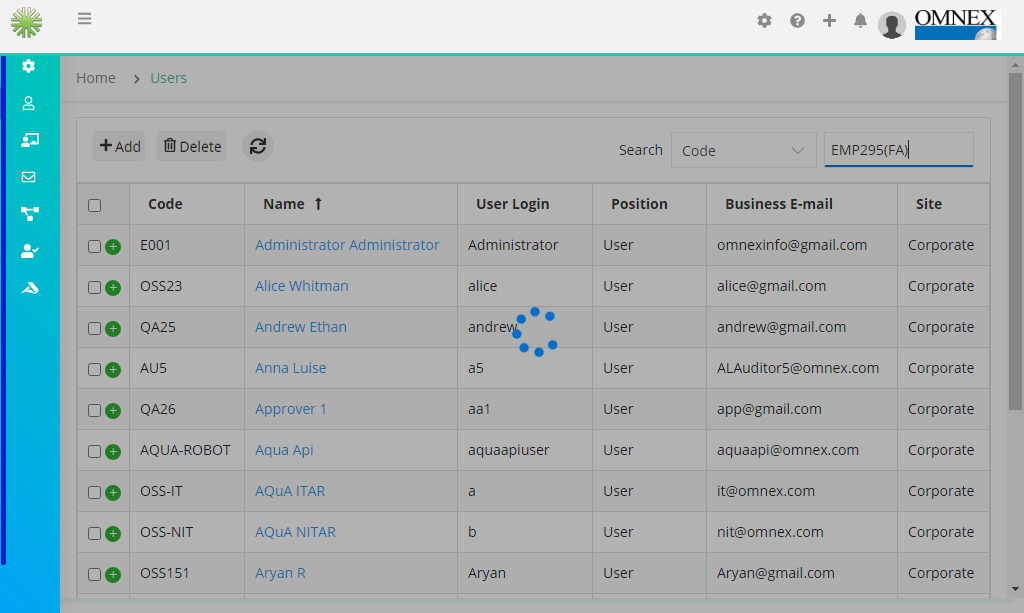 OMNEX
Home > Users
Add Delete Search Code EMP295(FA)
Code Name ↑ User Login Position Business E-mail Site
E001 Administrator Administrator Administrator User omnexinfo@gmail.com Corporate
OSS23 Alice Whitman alice User alice@gmail.com Corporate
QA25 Andrew Ethan andrew User andrew@gmail.com Corporate
AU5 Anna Luise a5 User ALAuditor5@omnex.com Corporate
QA26 Approver 1 aa1 User app@gmail.com Corporate
AQUA-ROBOT Aqua Api aquaapiuser User aquaapi@omnex.com Corporate
OSS-IT AQuA ITAR a User it@omnex.com Corporate
OSS-NIT AQuA NITAR b User nit@omnex.com Corporate
OSS151 Aryan R Aryan User Aryan@gmail.com Corporate